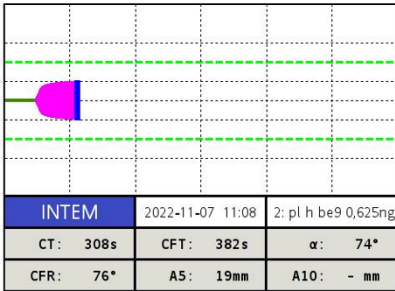 INTEM 2022-11-07 11:08 2: pl h be9 0,625ng
CT: 308s CFT: 382s α: 74°
CFR: 76° A5: 19mm A10: - mm